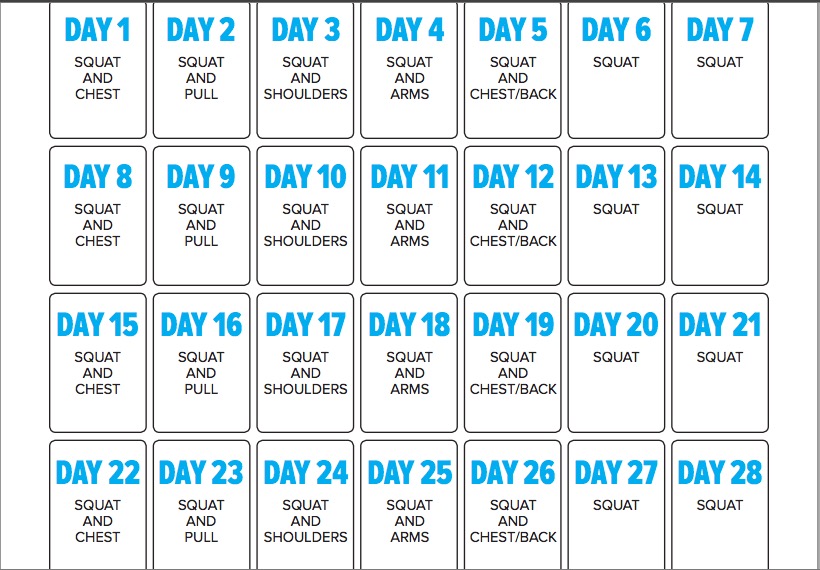 DAY 1
SQUAT
AND
CHEST
DAY 2
SQUAT
AND
PULL
DAY 3
SQUAT
AND
SHOULDERS
DAY 4
SQUAT
AND
ARMS
DAY 5
SQUAT
AND
CHEST/BACK
DAY 6
SQUAT
DAY 7
SQUAT
DAY 8
SQUAT
AND
CHEST
DAY 9
SQUAT
AND
PULL
DAY 10
SQUAT
AND
SHOULDERS
DAY 11
SQUAT
AND
ARMS
DAY 12
SQUAT
AND
CHEST/BACK
DAY 13
SQUAT
DAY 14
SQUAT
DAY 15
SQUAT
AND
CHEST
DAY 16
SQUAT
AND
PULL
DAY 17
SQUAT
AND
SHOULDERS
DAY 18
SQUAT
AND
ARMS
DAY 19
SQUAT
AND
CHEST/BACK
DAY 20
SQUAT
DAY 21
SQUAT
DAY 22
SQUAT
AND
CHEST
DAY 23
SQUAT
AND
PULL
DAY 24
SQUAT
AND
SHOULDERS
DAY 25
SQUAT
AND
ARMS
DAY 26
SQUAT
AND
CHEST/BACK
DAY 27
SQUAT
DAY 28
SQUAT